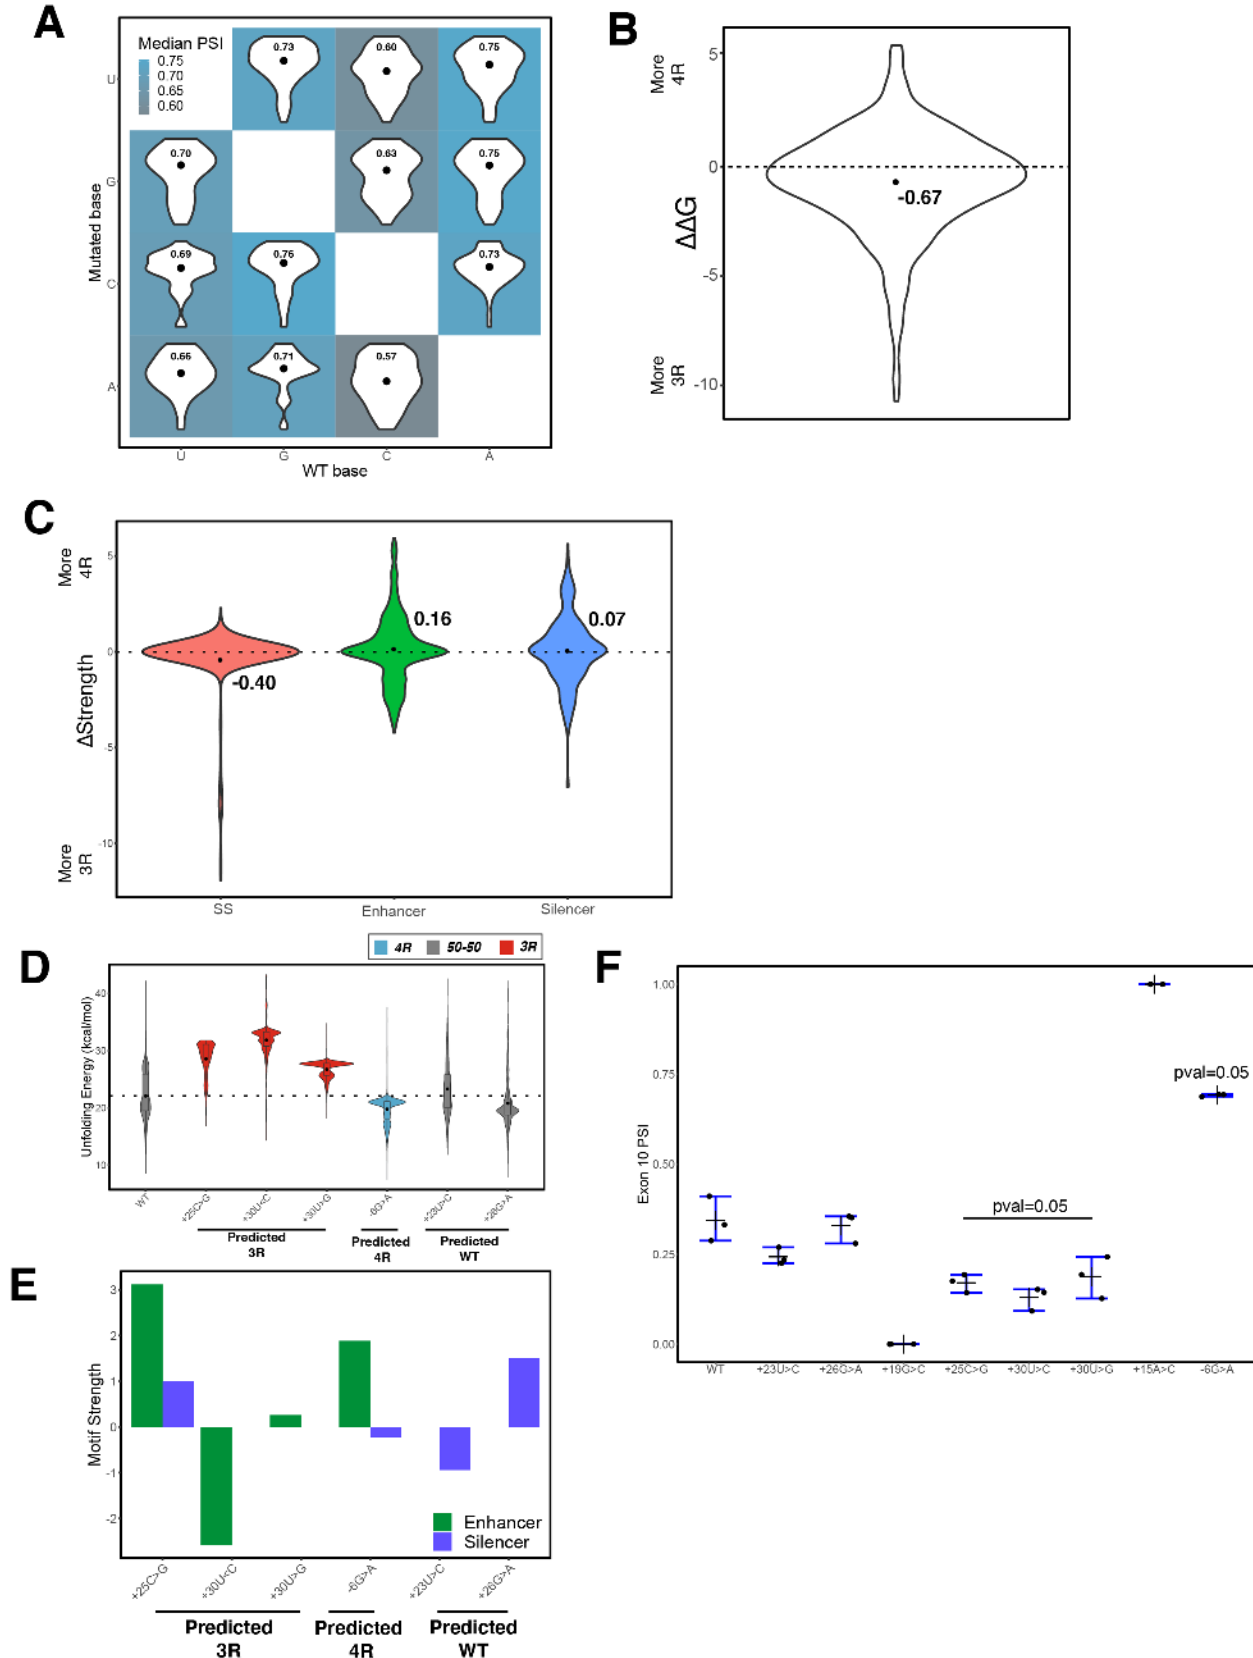 A
Median PSI
0.75
0.70
0.65
0.60
0.73
0.60
0.75
0.70
0.63
0.75
0.69
0.76
0.73
0.66
0.71
0.57
U
G
C
A
Mutated base
U
G
C
A
WT base
B
More
4R
More
3R
ΔΔG
5
0
-5
-10
-0.67
C
More
4R
More
3R
ΔStrength
5
0
-5
-10
-0.40
0.16
0.07
SS
Enhancer
Silencer
D
4R
50-50
3R
Unfolding Energy (kcal/mol)
40
30
20
10
WT
+25C>G
+30U<C
+30U>G
-6G>A
+23U>C
+26G>A
Predicted
3R
Predicted
4R
Predicted
WT
E
Motif Strength
3
2
1
0
-1
-2
Enhancer
Silencer
+25C>G
+30U<C
+30U>G
-6G>A
+23U>C
+26G>A
Predicted
3R
Predicted
4R
Predicted
WT
F
Exon 10 PSI
1.00
0.75
0.50
0.25
0.00
pval=0.05
pval=0.05
WT
+23U>C
+26G>A
+19G>C
+25C>G
+30U>C
+30U>G
+15A>C
-6G>A